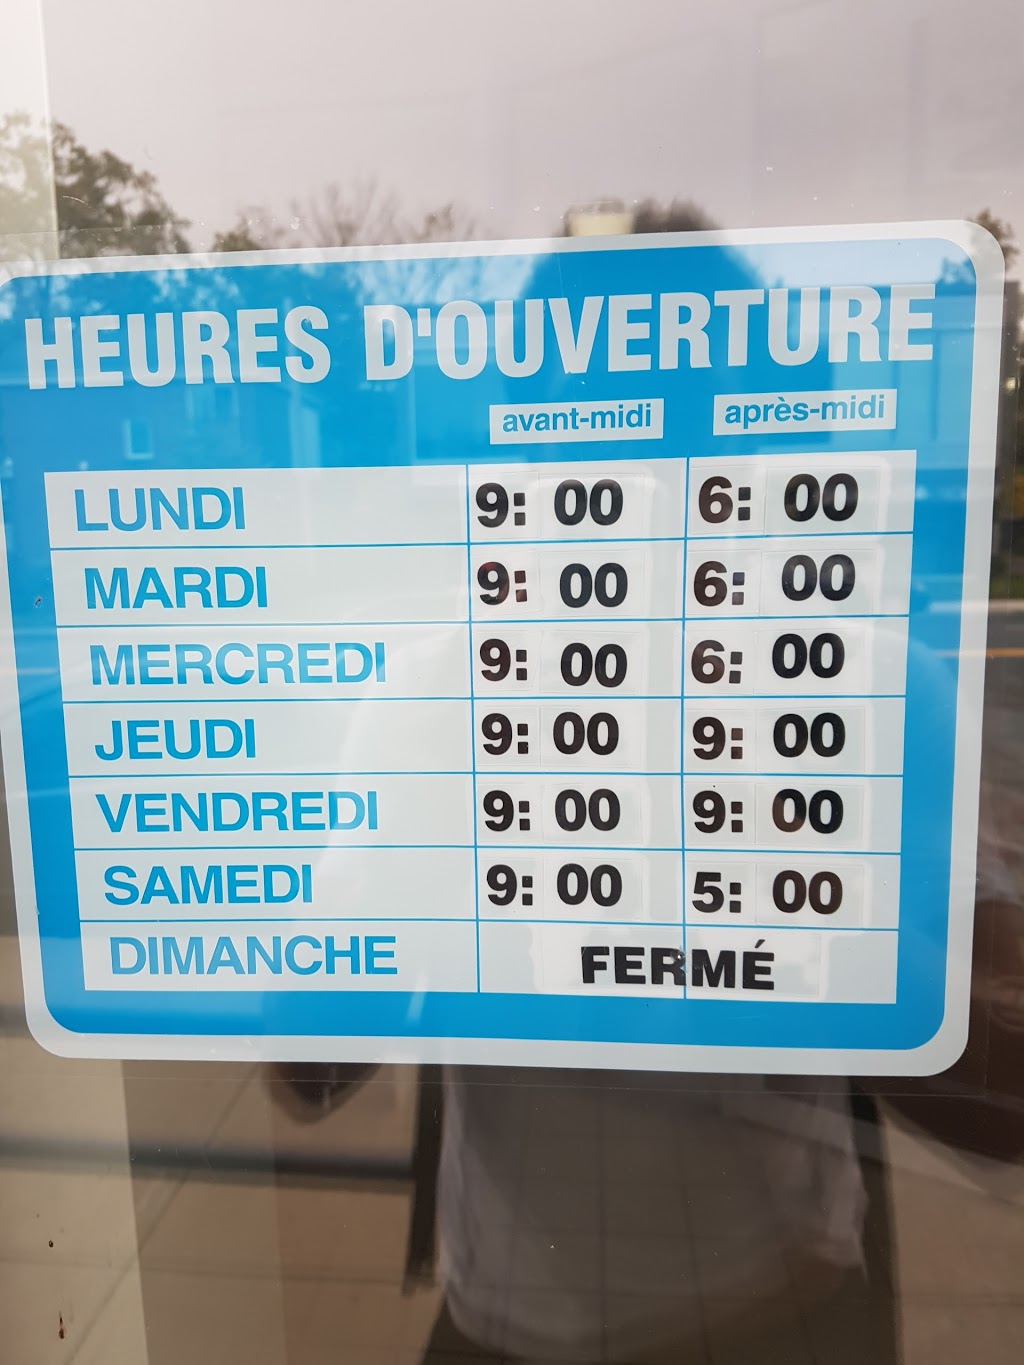 HEURES D'OUVERTURE
avant-midi après-midi
LUNDI 9: 00 6: 00
MARDI 9: 00 6: 00
MERCREDI 9: 00 6: 00
JEUDI 9: 00 9: 00
VENDREDI 9: 00 9: 00
SAMEDI 9: 00 5: 00
DIMANCHE FERMÉ